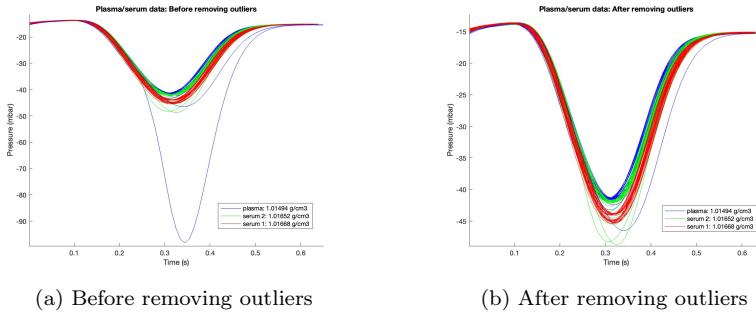 Plasma/serum data: Before removing outliers
-20
-30
-40
-50
-60
-70
-80
-90
Pressure (mbar)
plasma: 1.01494 g/cm3
serum 2: 1.01652 g/cm3
serum 1: 1.01668 g/cm3
0.1 0.2 0.3 0.4 0.5 0.6
Time (s)
(a) Before removing outliers
Plasma/serum data: After removing outliers
-15
-20
-25
-30
-35
-40
-45
Pressure (mbar)
plasma: 1.01494 g/cm3
serum 2: 1.01652 g/cm3
serum 1: 1.01668 g/cm3
0.1 0.2 0.3 0.4 0.5 0.6
Time (s)
(b) After removing outliers